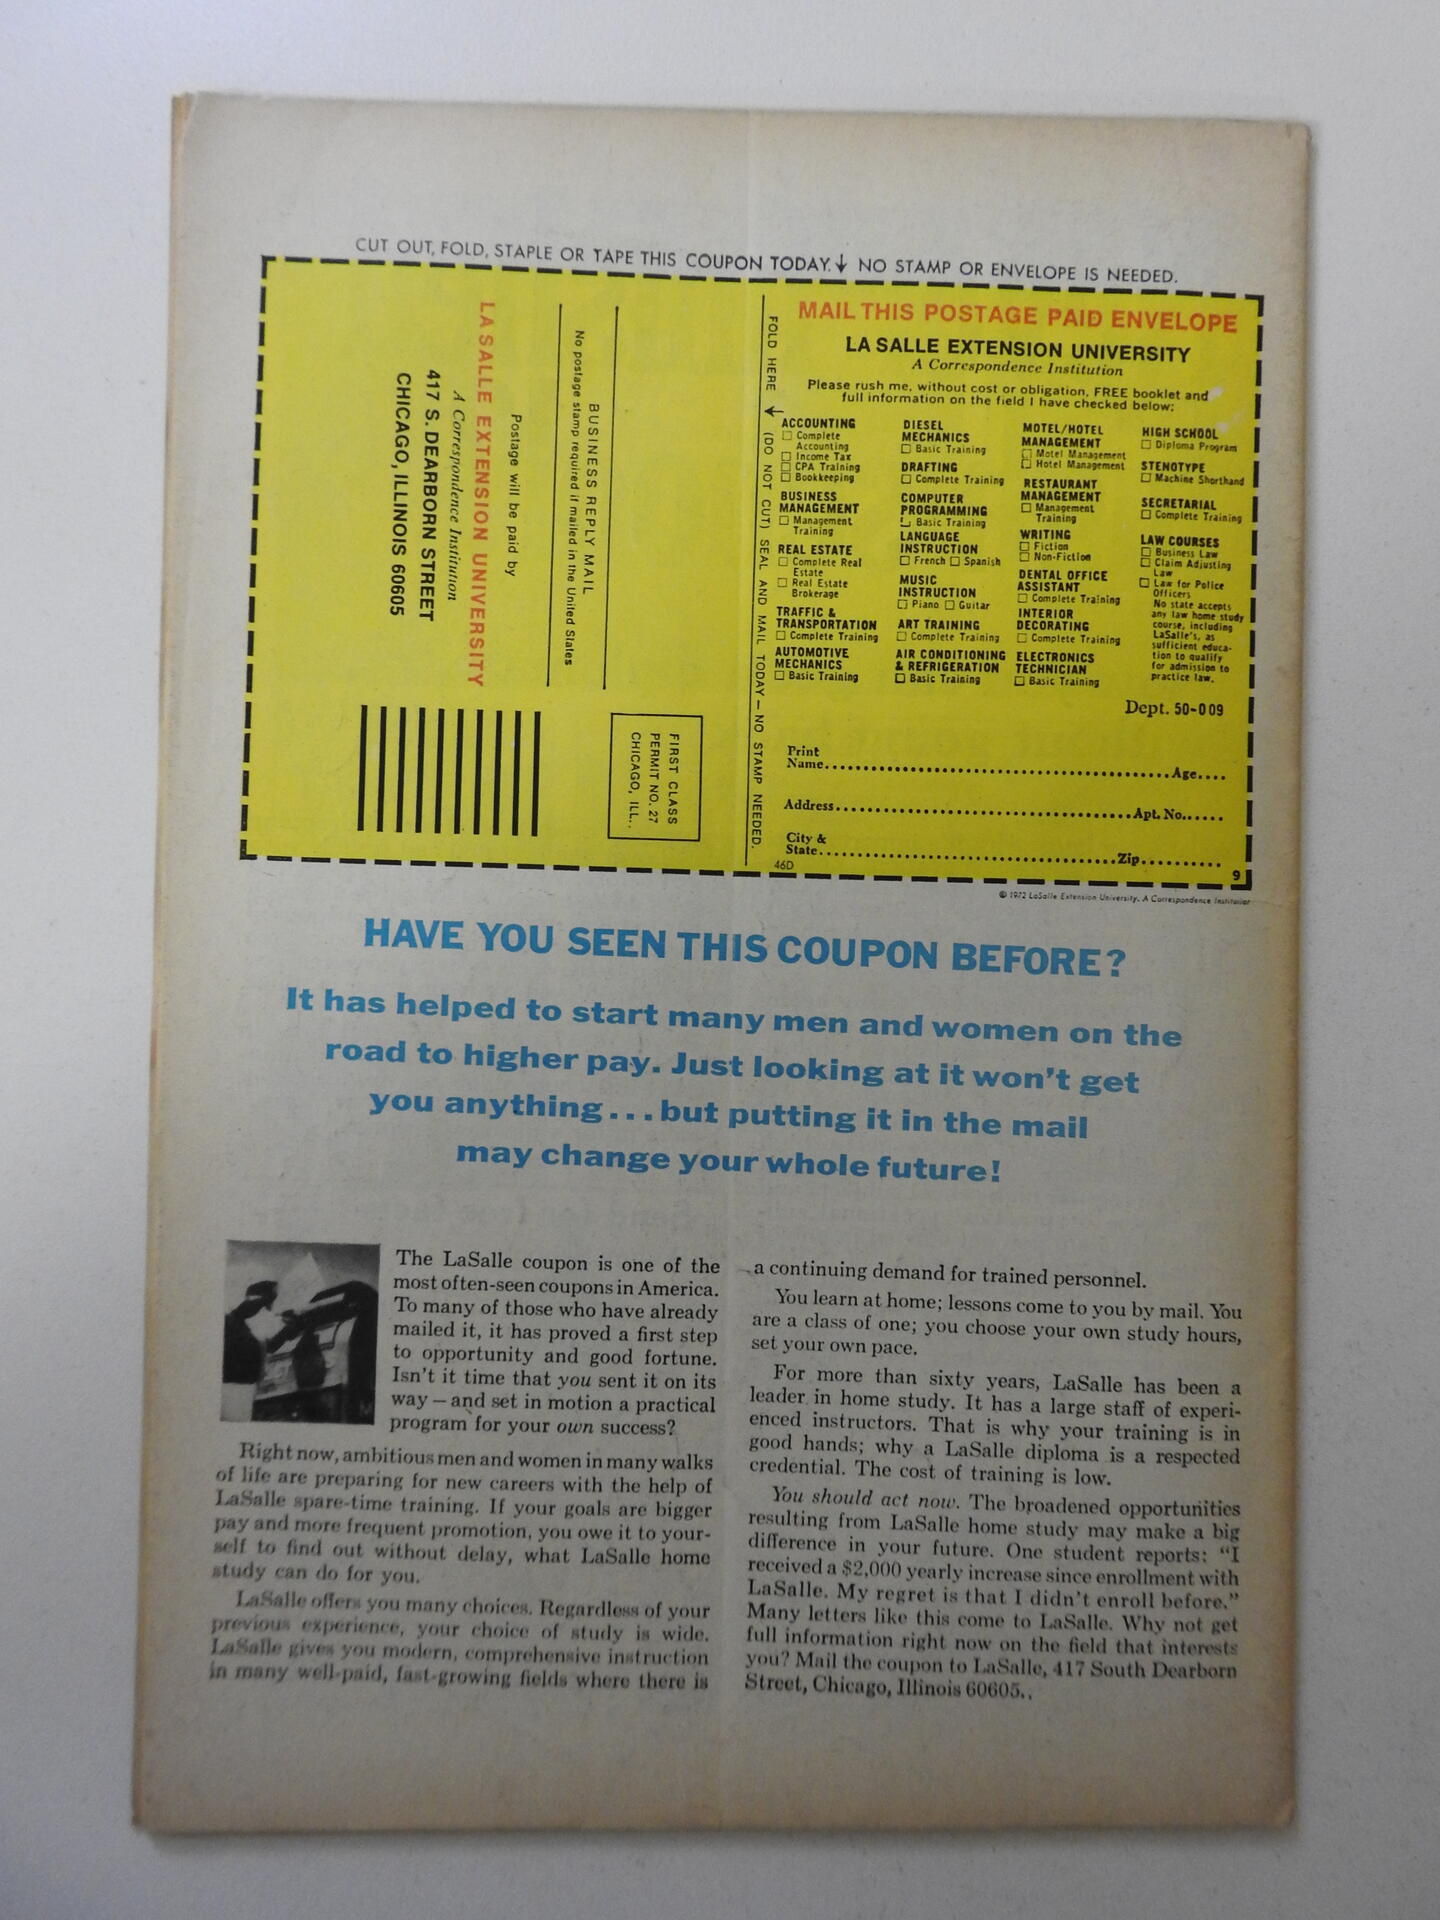 CUT OUT, FOLD, STAPLE OR TAPE THIS COUPON TODAY.↓ NO STAMP OR ENVELOPE IS NEEDED.
BUSINESS REPLY MAIL
No postage stamp required if mailed in the United States
Postage will be paid by
LA SALLE EXTENSION UNIVERSITY
A Correspondence Institution
417 S. DEARBORN STREET
CHICAGO, ILLINOIS 60605
FIRST CLASS
PERMIT NO. 27
CHICAGO, ILL.
FOLD HERE ↓ (DO NOT CUT) SEAL AND MAIL TODAY — NO STAMP NEEDED.
MAIL THIS POSTAGE PAID ENVELOPE
LA SALLE EXTENSION UNIVERSITY
A Correspondence Institution
Please rush me, without cost or obligation, FREE booklet and
full information on the field I have checked below:
ACCOUNTING
☐ Complete
Accounting
☐ Income Tax
☐ CPA Training
☐ Bookkeeping
BUSINESS
MANAGEMENT
☐ Management
Training
REAL ESTATE
☐ Complete Real
Estate
☐ Real Estate
Brokerage
TRAFFIC &
TRANSPORTATION
☐ Complete Training
AUTOMOTIVE
MECHANICS
☐ Basic Training
DIESEL
MECHANICS
☐ Basic Training
DRAFTING
☐ Complete Training
COMPUTER
PROGRAMMING
☐ Basic Training
LANGUAGE
INSTRUCTION
☐ French ☐ Spanish
MUSIC
INSTRUCTION
☐ Piano ☐ Guitar
ART TRAINING
☐ Complete Training
AIR CONDITIONING
& REFRIGERATION
☐ Basic Training
MOTEL/HOTEL
MANAGEMENT
☐ Motel Management
☐ Hotel Management
RESTAURANT
MANAGEMENT
☐ Management
Training
WRITING
☐ Fiction
☐ Non-Fiction
DENTAL OFFICE
ASSISTANT
☐ Complete Training
INTERIOR
DECORATING
☐ Complete Training
ELECTRONICS
TECHNICIAN
☐ Basic Training
HIGH SCHOOL
☐ Diploma Program
STENOTYPE
☐ Machine Shorthand
SECRETARIAL
☐ Complete Training
LAW COURSES
☐ Business Law
☐ Claim Adjusting
Law
☐ Law for Police
Officers
No state accepts
any law home study
course, including
LaSalle's, as
sufficient educa-
tion to qualify
for admission to
practice law.
Dept. 50-009
Print
Name..........Age....
Address..........Apt. No......
City &
State..........Zip..........
46D
9
© 1972 LaSalle Extension University, A Correspondence Institution
HAVE YOU SEEN THIS COUPON BEFORE?
It has helped to start many men and women on the
road to higher pay. Just looking at it won't get
you anything...but putting it in the mail
may change your whole future!
The LaSalle coupon is one of the
most often-seen coupons in America.
To many of those who have already
mailed it, it has proved a first step
to opportunity and good fortune.
Isn't it time that you sent it on its
way — and set in motion a practical
program for your own success?
Right now, ambitious men and women in many walks
of life are preparing for new careers with the help of
LaSalle spare-time training. If your goals are bigger
pay and more frequent promotion, you owe it to your-
self to find out without delay, what LaSalle home
study can do for you.
LaSalle offers you many choices. Regardless of your
previous experience, your choice of study is wide.
LaSalle gives you modern, comprehensive instruction
in many well-paid, fast-growing fields where there is
a continuing demand for trained personnel.
You learn at home; lessons come to you by mail. You
are a class of one; you choose your own study hours,
set your own pace.
For more than sixty years, LaSalle has been a
leader in home study. It has a large staff of experi-
enced instructors. That is why your training is in
good hands; why a LaSalle diploma is a respected
credential. The cost of training is low.
You should act now. The broadened opportunities
resulting from LaSalle home study may make a big
difference in your future. One student reports: "I
received a $2,000 yearly increase since enrollment with
LaSalle. My regret is that I didn't enroll before."
Many letters like this come to LaSalle. Why not get
full information right now on the field that interests
you? Mail the coupon to LaSalle, 417 South Dearborn
Street, Chicago, Illinois 60605.